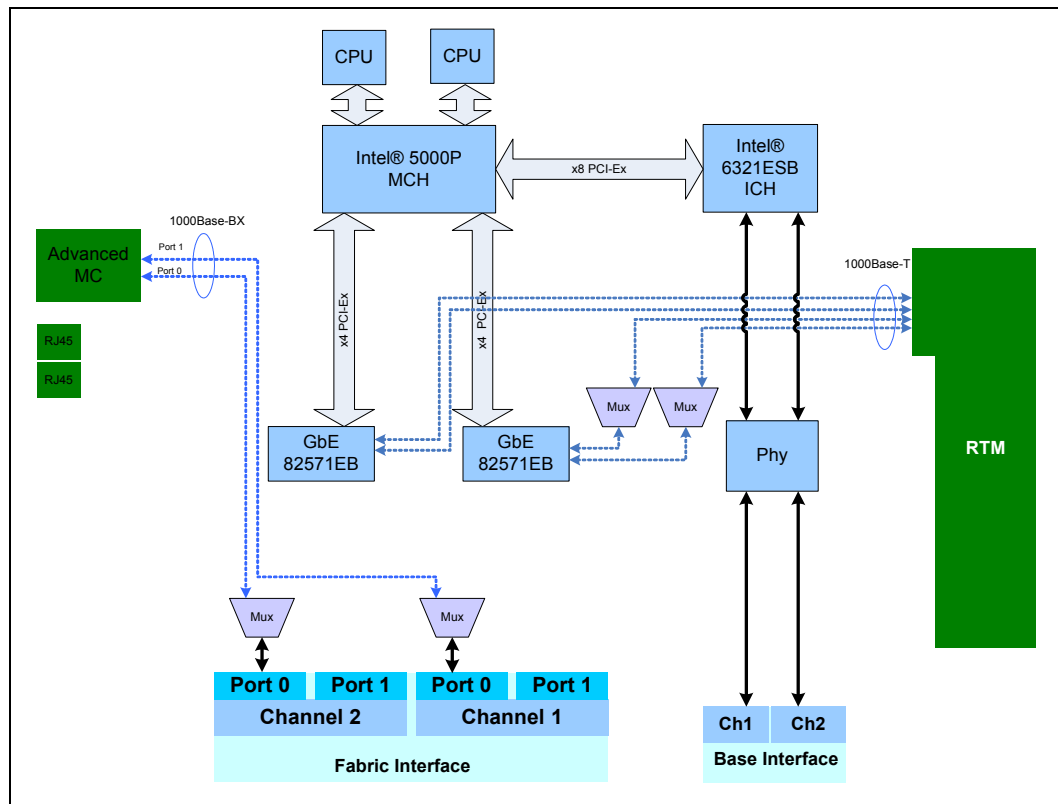 CPU
CPU
Intel® 5000P
MCH
x8 PCI-Ex
Intel®
6321ESB
ICH
1000Base-BX
Advanced
MC
Port 1
Port 0
1000Base-T
RJ45
RJ45
x4 PCI-Ex
x4 PCI-Ex
Mux
Mux
GbE
82571EB
GbE
82571EB
Phy
RTM
Mux
Mux
Port 0
Port 1
Port 0
Port 1
Channel 2
Channel 1
Fabric Interface
Ch1
Ch2
Base Interface